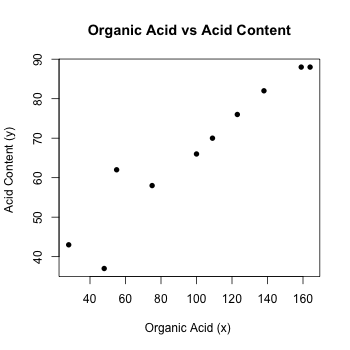 Organic Acid vs Acid Content
Acid Content (y)
90
80
70
60
50
40
40 60 80 100 120 140 160
Organic Acid (x)